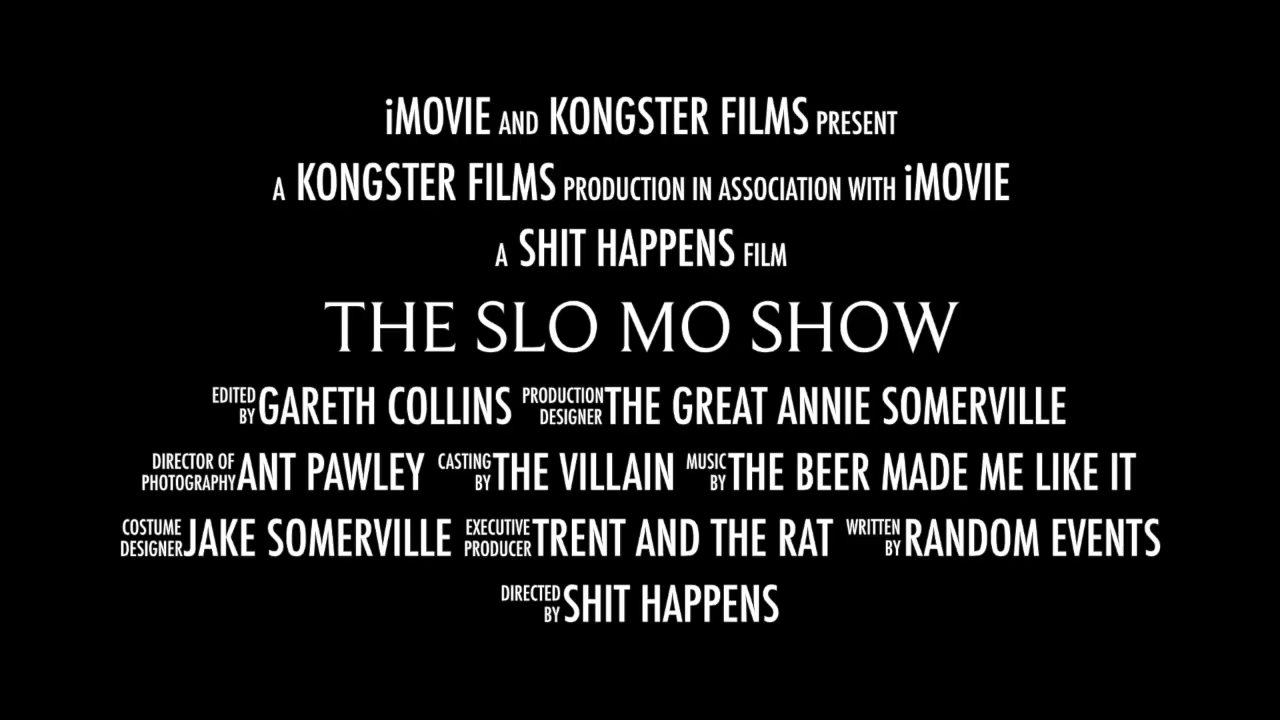 iMOVIE AND KONGSTER FILMS PRESENT
A KONGSTER FILMS PRODUCTION IN ASSOCIATION WITH iMOVIE
A SHIT HAPPENS FILM
THE SLO MO SHOW
EDITED BY GARETH COLLINS PRODUCTION DESIGNER THE GREAT ANNIE SOMERVILLE
DIRECTOR OF PHOTOGRAPHY ANT PAWLEY CASTING BY THE VILLAIN MUSIC BY THE BEER MADE ME LIKE IT
COSTUME DESIGNER JAKE SOMERVILLE EXECUTIVE PRODUCER TRENT AND THE RAT WRITTEN BY RANDOM EVENTS
DIRECTED BY SHIT HAPPENS